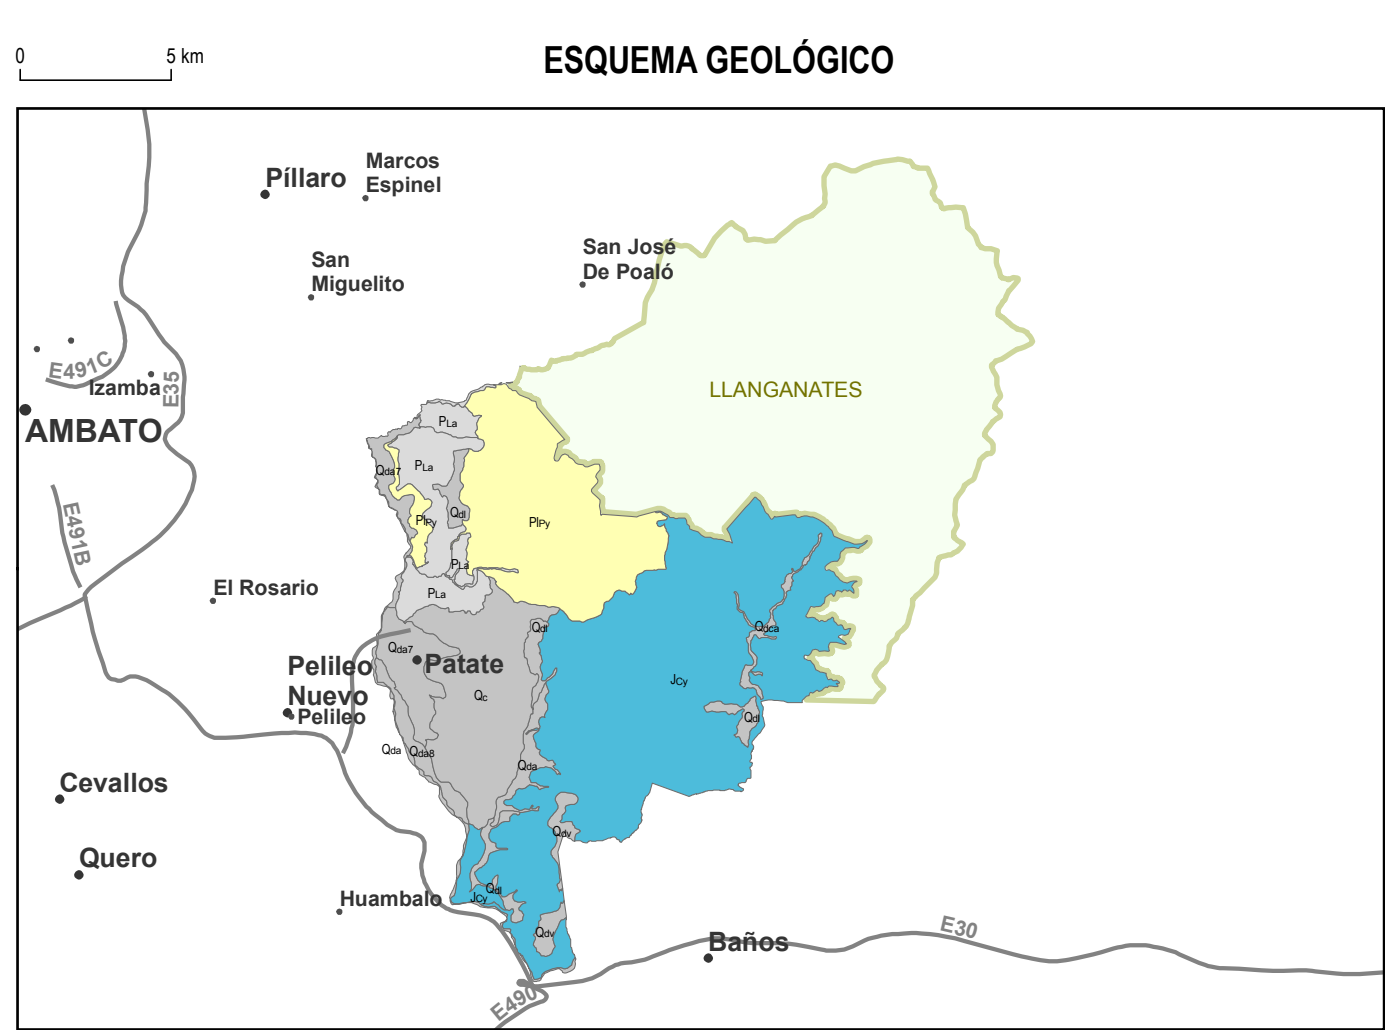 0 5 km
ESQUEMA GEOLÓGICO
Marcos
Espinel
Píllaro
San José
De Poaló
San
Miguelito
E491C
Izamba
E35
LLANGANATES
AMBATO
PLa
PLa
Qda7
Qdl
PlPy
PlPy
E491B
PLa
El Rosario
PLa
Qdl
Qdca
Qda7
Patate
Pelileo
Nuevo
Pelileo
JCy
Qc
Qdl
Qda
Qda8
Qda
Cevallos
Qdv
Quero
Qdl
JCy
Huambalo
Qdv
E30
Baños
E490